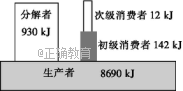 分解者
930 kJ
次级消费者 12 kJ
初级消费者 142 kJ
@正确教育
生产者 8690 kJ